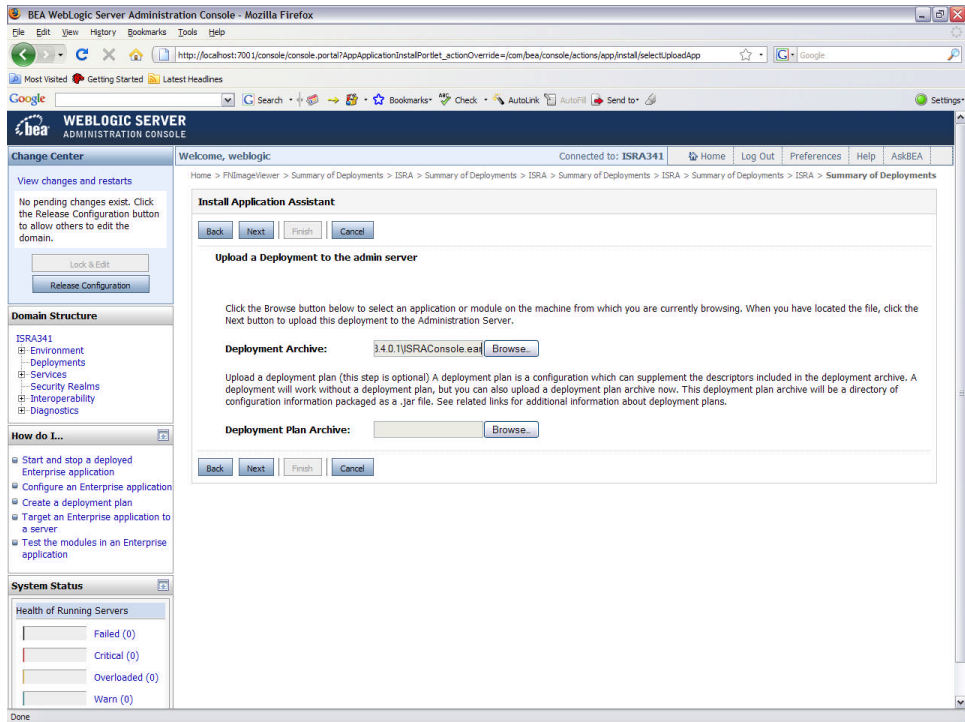 BEA WebLogic Server Administration Console - Mozilla Firefox
File Edit View History Bookmarks Tools Help
http://localhost:7001/console/console.portal?AppApplicationInstallPortlet_actionOverride=/com/bea/console/actions/app/install/selectUploadApp
Google
Most Visited Getting Started Latest Headlines
Google Search Bookmarks Check AutoLink AutoFill Send to Settings
bea WEBLOGIC SERVER
ADMINISTRATION CONSOLE
Change Center
View changes and restarts
No pending changes exist. Click
the Release Configuration button
to allow others to edit the
domain.
Lock & Edit
Release Configuration
Domain Structure
ISRA341
Environment
Deployments
Services
Security Realms
Interoperability
Diagnostics
How do I...
Start and stop a deployed
Enterprise application
Configure an Enterprise application
Create a deployment plan
Target an Enterprise application to
a server
Test the modules in an Enterprise
application
System Status
Health of Running Servers
Failed (0)
Critical (0)
Overloaded (0)
Warn (0)
Welcome, weblogic
Connected to: ISRA341
Home Log Out Preferences Help AskBEA
Home > FNImageViewer > Summary of Deployments > ISRA > Summary of Deployments > ISRA > Summary of Deployments > ISRA > Summary of Deployments > ISRA > Summary of Deployments
Install Application Assistant
Back Next Finish Cancel
Upload a Deployment to the admin server
Click the Browse button below to select an application or module on the machine from which you are currently browsing. When you have located the file, click the
Next button to upload this deployment to the Administration Server.
Deployment Archive: 3.4.0.1\ISRAConsole.ear Browse...
Upload a deployment plan (this step is optional) A deployment plan is a configuration which can supplement the descriptors included in the deployment archive. A
deployment will work without a deployment plan, but you can also upload a deployment plan archive now. This deployment plan archive will be a directory of
configuration information packaged as a .jar file. See related links for additional information about deployment plans.
Deployment Plan Archive: Browse...
Back Next Finish Cancel
Done